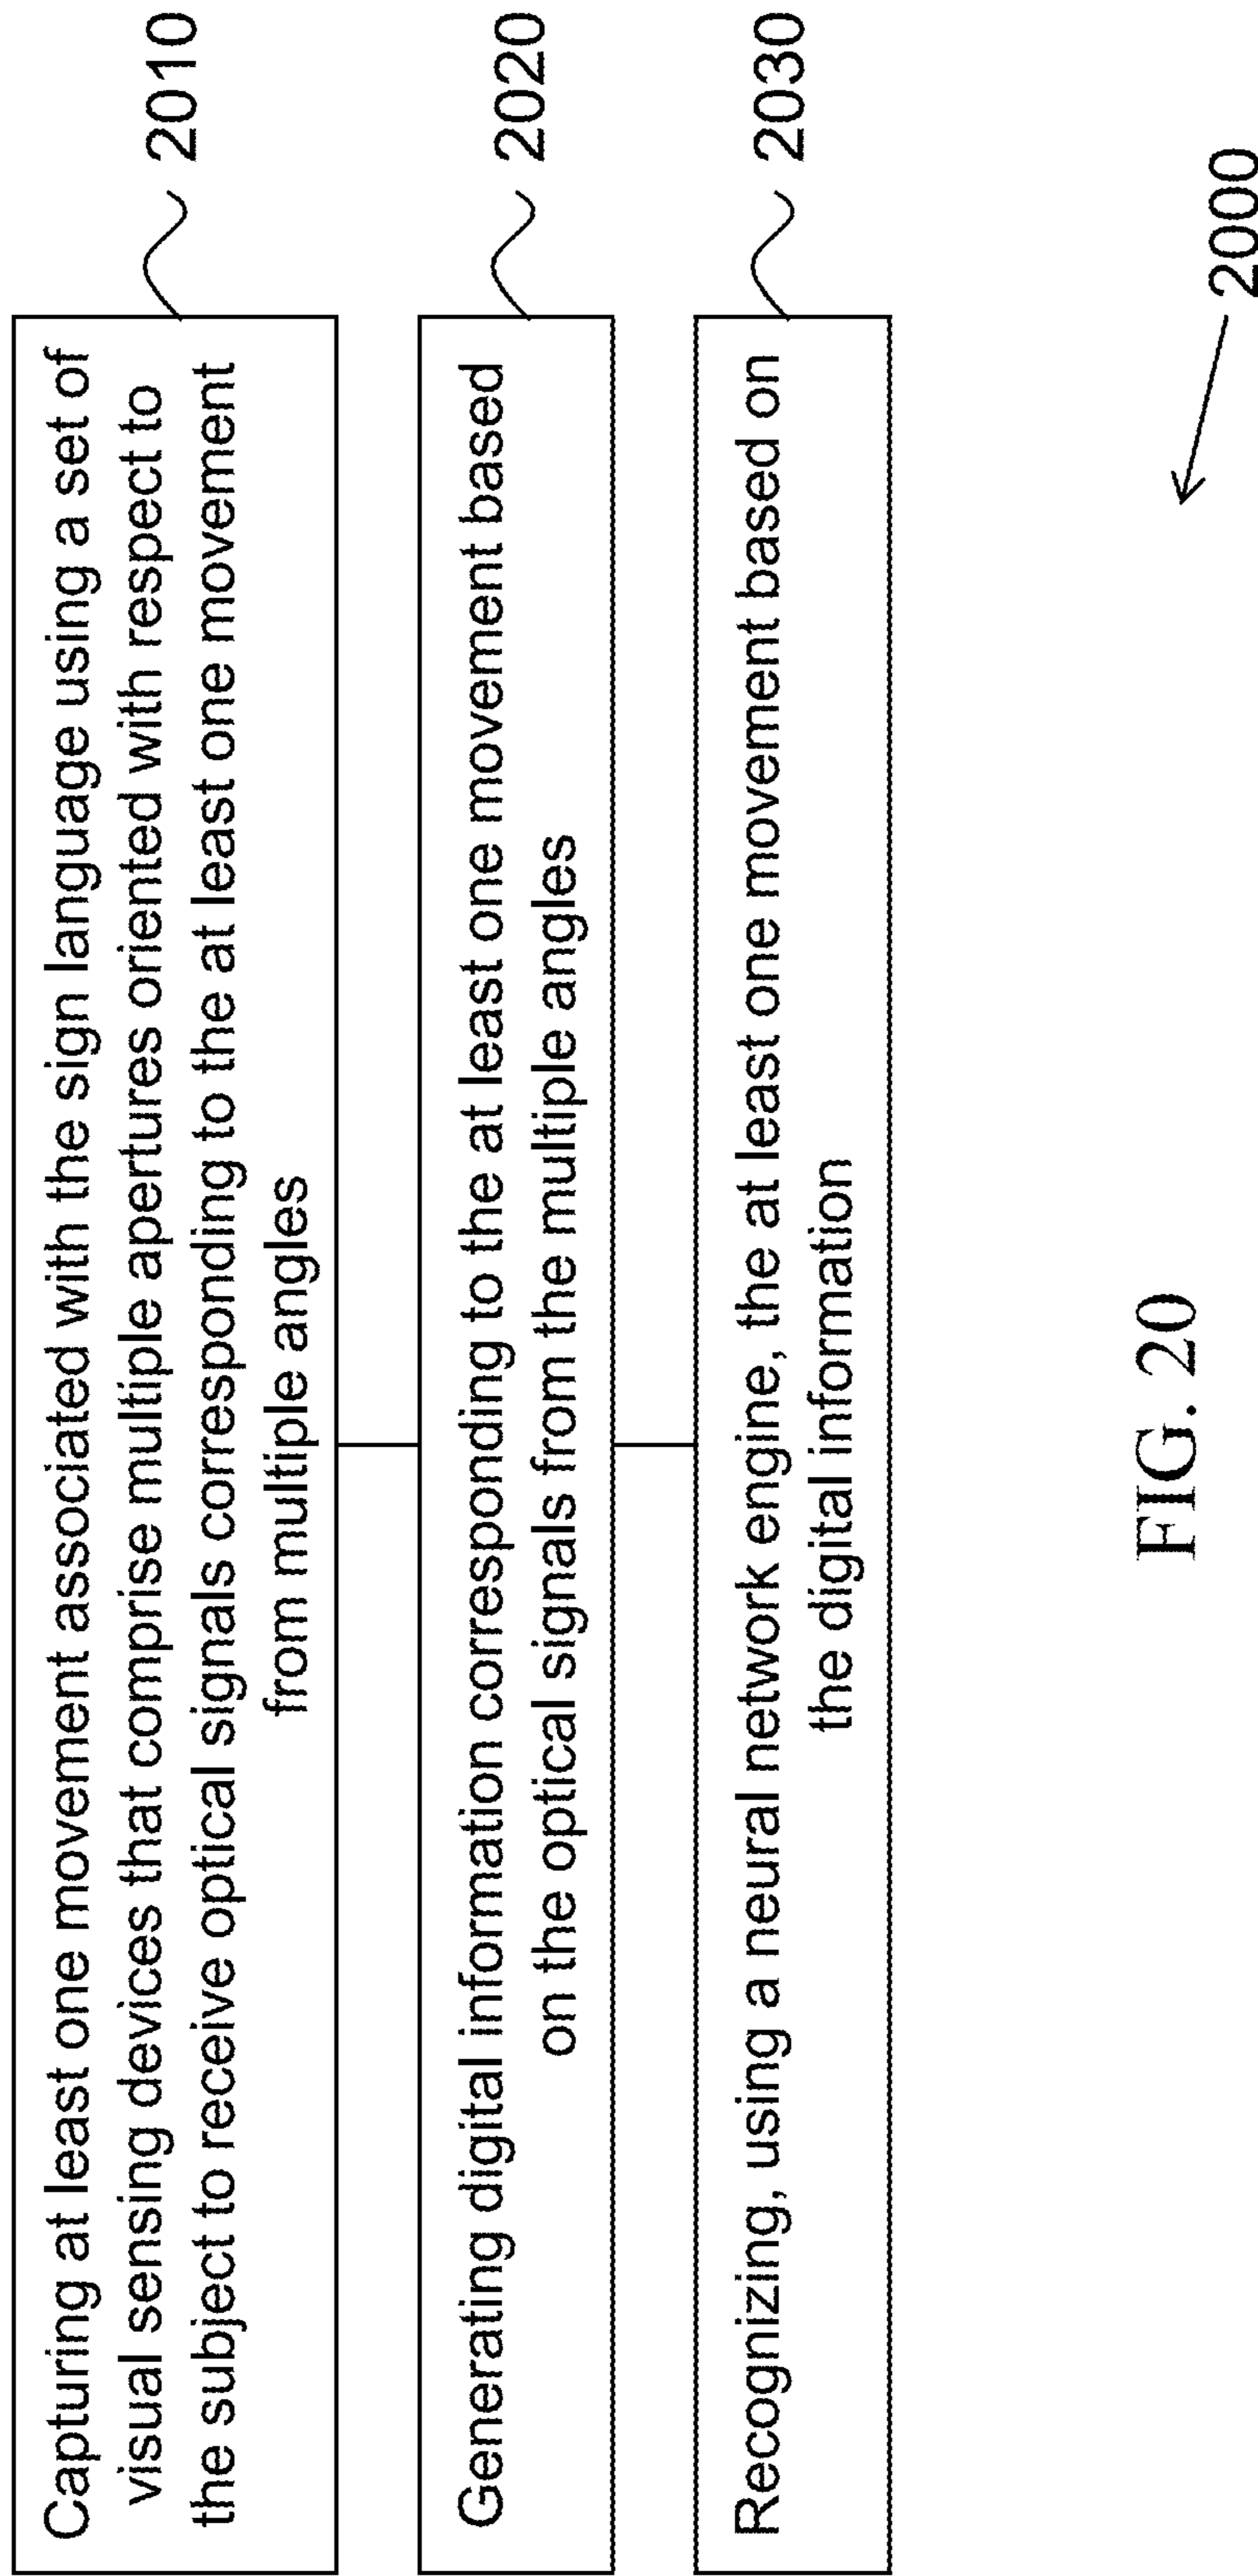 Capturing at least one movement associated with the sign language using a set of
visual sensing devices that comprise multiple apertures oriented with respect to
the subject to receive optical signals corresponding to the at least one movement
from multiple angles
2010
Generating digital information corresponding to the at least one movement based
on the optical signals from the multiple angles
2020
Recognizing, using a neural network engine, the at least one movement based on
the digital information
2030
2000
FIG. 20